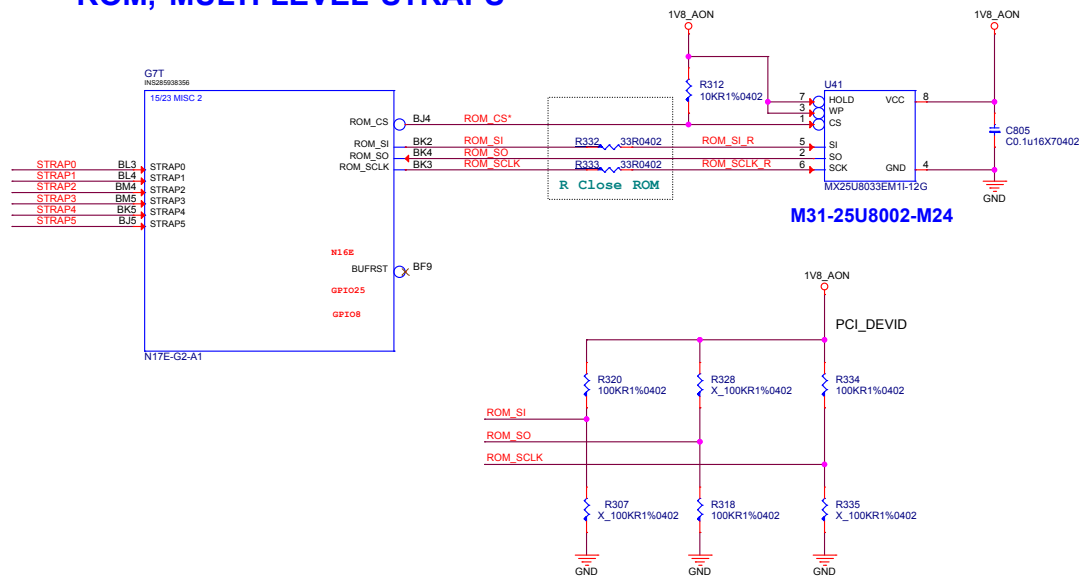 ROM, MULTI LEVEL STRAPS
1V8_AON
1V8_AON
G7T
INS285938356
15/23 MISC 2
R312
10KR1%0402
U41
7
HOLD
VCC
8
3
WP
1
CS
5
SI
2
SO
6
SCK
GND
4
MX25U8033EM1I-12G
C805
C0.1u16X70402
GND
M31-25U8002-M24
ROM_CS
BJ4
ROM_CS*
ROM_SI
BK2
ROM_SI
R332
33R0402
ROM_SI_R
ROM_SO
BK4
ROM_SO
ROM_SCLK
BK3
ROM_SCLK
R333
33R0402
ROM_SCLK_R
R Close ROM
STRAP0
BL3
STRAP0
STRAP1
BL4
STRAP1
STRAP2
BM4
STRAP2
STRAP3
BM5
STRAP3
STRAP4
BK5
STRAP4
STRAP5
BJ5
STRAP5
N16E
BUFRST
BF9
GPIO25
GPIO8
N17E-G2-A1
1V8_AON
PCI_DEVID
R320
100KR1%0402
R328
X_100KR1%0402
R334
100KR1%0402
ROM_SI
ROM_SO
ROM_SCLK
R307
X_100KR1%0402
R318
100KR1%0402
R335
X_100KR1%0402
GND
GND
GND